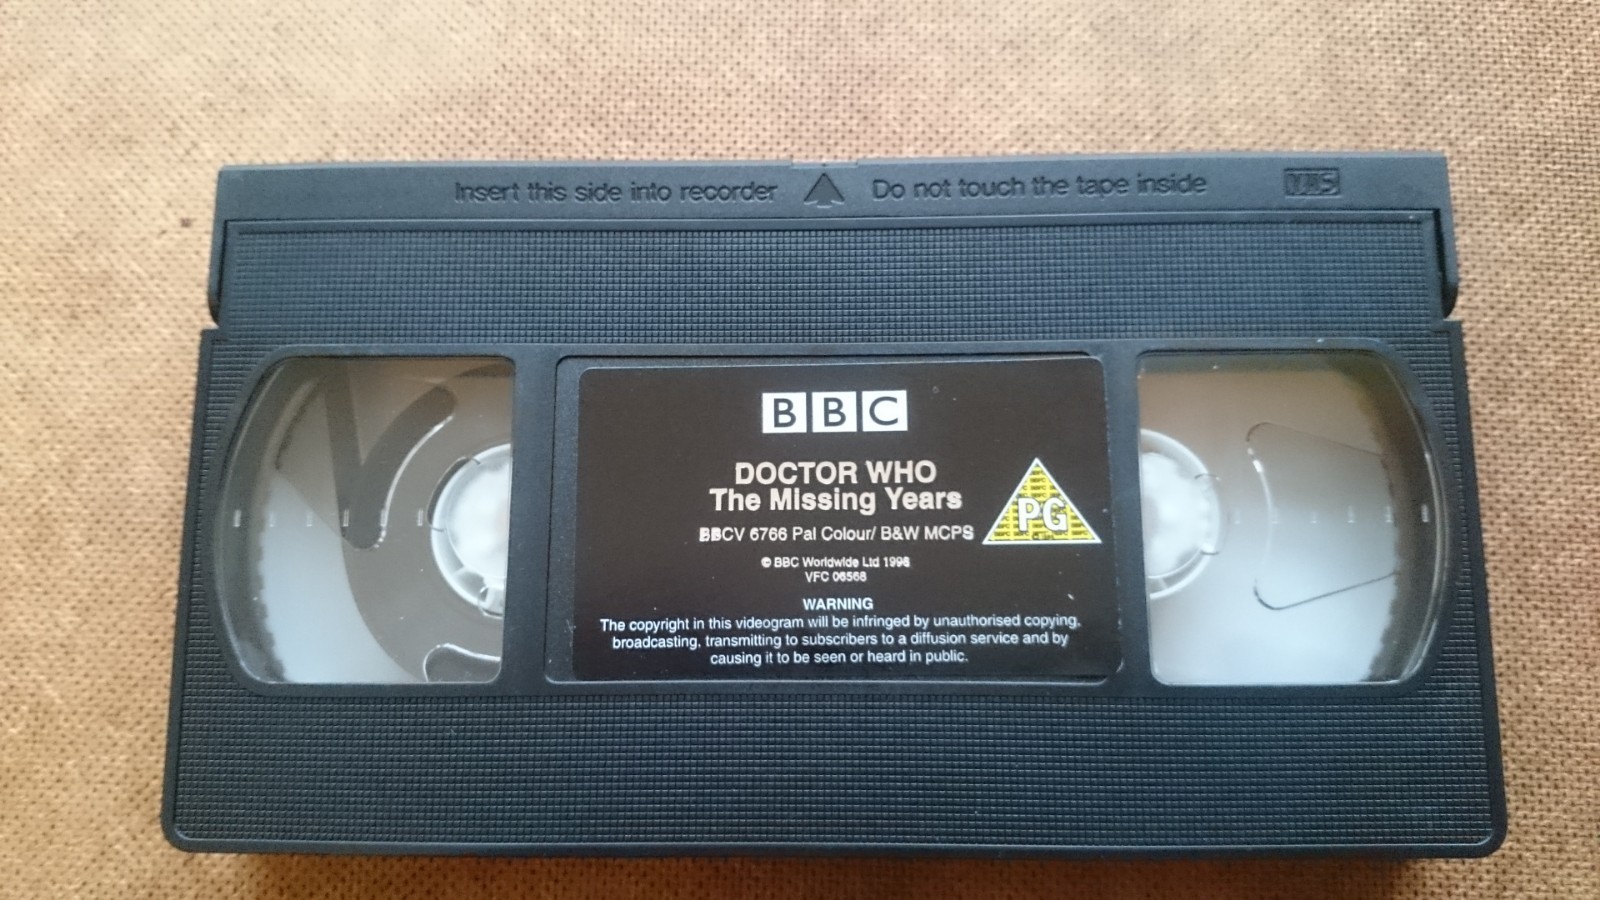 Insert this side into recorder Do not touch the tape inside VHS
BBC
DOCTOR WHO
The Missing Years
PG
BBCV 6766 Pal Colour/ B&W MCPS
© BBC Worldwide Ltd 1998
VFC 06568
WARNING
The copyright in this videogram will be infringed by unauthorised copying,
broadcasting, transmitting to subscribers to a diffusion service and by
causing it to be seen or heard in public.